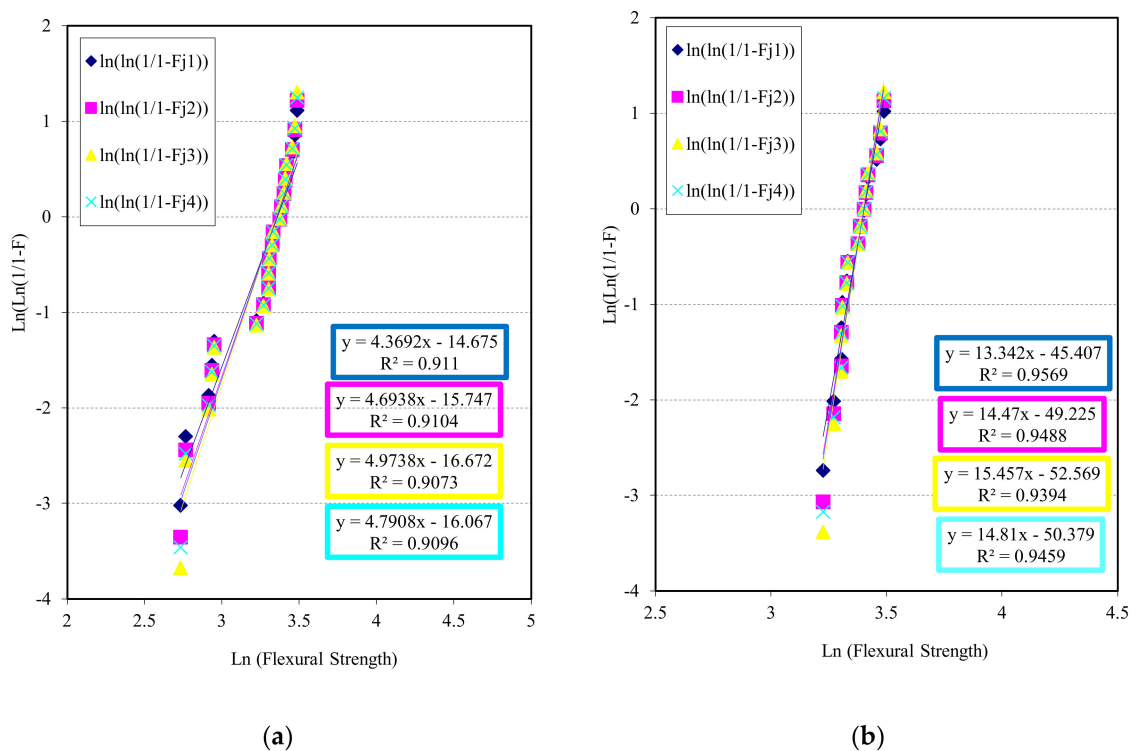 2
1
0
-1
-2
-3
-4
Ln(Ln(1/1-F)
ln(ln(1/1-Fj1))
ln(ln(1/1-Fj2))
ln(ln(1/1-Fj3))
ln(ln(1/1-Fj4))
y = 4.3692x - 14.675
R² = 0.911
y = 4.6938x - 15.747
R² = 0.9104
y = 4.9738x - 16.672
R² = 0.9073
y = 4.7908x - 16.067
R² = 0.9096
2 2.5 3 3.5 4 4.5 5
Ln (Flexural Strength)
(a)
2
1
0
-1
-2
-3
-4
Ln(Ln(1/1-F)
ln(ln(1/1-Fj1))
ln(ln(1/1-Fj2))
ln(ln(1/1-Fj3))
ln(ln(1/1-Fj4))
y = 13.342x - 45.407
R² = 0.9569
y = 14.47x - 49.225
R² = 0.9488
y = 15.457x - 52.569
R² = 0.9394
y = 14.81x - 50.379
R² = 0.9459
2.5 3 3.5 4 4.5
Ln (Flexural Strength)
(b)